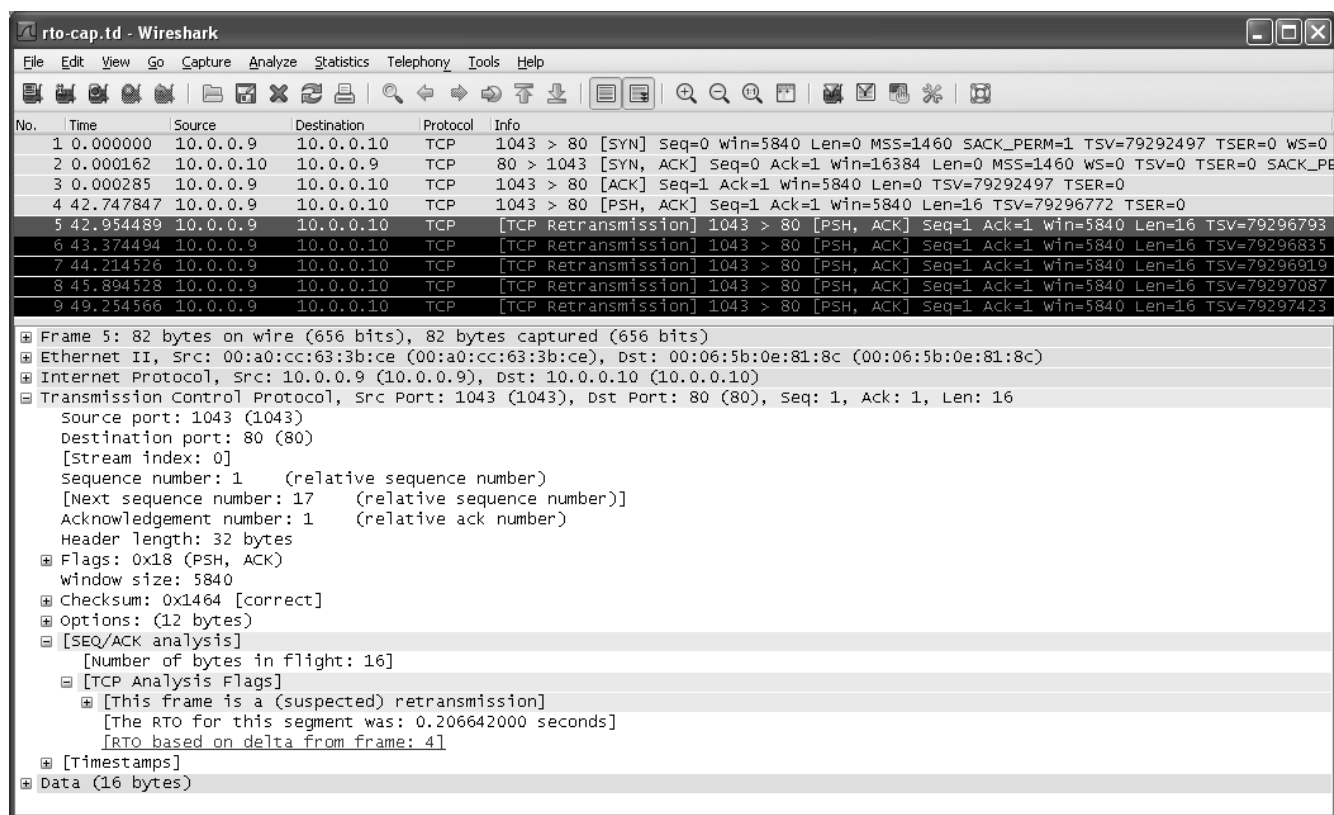 rto-cap.td - Wireshark
File Edit View Go Capture Analyze Statistics Telephony Tools Help
No. Time Source Destination Protocol Info
1 0.000000 10.0.0.9 10.0.0.10 TCP 1043 > 80 [SYN] Seq=0 Win=5840 Len=0 MSS=1460 SACK_PERM=1 TSV=79292497 TSER=0 WS=0
2 0.000162 10.0.0.10 10.0.0.9 TCP 80 > 1043 [SYN, ACK] Seq=0 Ack=1 Win=16384 Len=0 MSS=1460 WS=0 TSV=0 TSER=0 SACK_PE
3 0.000285 10.0.0.9 10.0.0.10 TCP 1043 > 80 [ACK] Seq=1 Ack=1 Win=5840 Len=0 TSV=79292497 TSER=0
4 42.747847 10.0.0.9 10.0.0.10 TCP 1043 > 80 [PSH, ACK] Seq=1 Ack=1 Win=5840 Len=16 TSV=79296772 TSER=0
5 42.954489 10.0.0.9 10.0.0.10 TCP [TCP Retransmission] 1043 > 80 [PSH, ACK] Seq=1 Ack=1 Win=5840 Len=16 TSV=79296793
6 43.374494 10.0.0.9 10.0.0.10 TCP [TCP Retransmission] 1043 > 80 [PSH, ACK] Seq=1 Ack=1 Win=5840 Len=16 TSV=79296835
7 44.214526 10.0.0.9 10.0.0.10 TCP [TCP Retransmission] 1043 > 80 [PSH, ACK] Seq=1 Ack=1 Win=5840 Len=16 TSV=79296919
8 45.894528 10.0.0.9 10.0.0.10 TCP [TCP Retransmission] 1043 > 80 [PSH, ACK] Seq=1 Ack=1 Win=5840 Len=16 TSV=79297087
9 49.254566 10.0.0.9 10.0.0.10 TCP [TCP Retransmission] 1043 > 80 [PSH, ACK] Seq=1 Ack=1 Win=5840 Len=16 TSV=79297423
Frame 5: 82 bytes on wire (656 bits), 82 bytes captured (656 bits)
Ethernet II, Src: 00:a0:cc:63:3b:ce (00:a0:cc:63:3b:ce), Dst: 00:06:5b:0e:81:8c (00:06:5b:0e:81:8c)
Internet Protocol, Src: 10.0.0.9 (10.0.0.9), Dst: 10.0.0.10 (10.0.0.10)
Transmission Control Protocol, Src Port: 1043 (1043), Dst Port: 80 (80), Seq: 1, Ack: 1, Len: 16
Source port: 1043 (1043)
Destination port: 80 (80)
[Stream index: 0]
Sequence number: 1 (relative sequence number)
[Next sequence number: 17 (relative sequence number)]
Acknowledgement number: 1 (relative ack number)
Header length: 32 bytes
Flags: 0x18 (PSH, ACK)
Window size: 5840
Checksum: 0x1464 [correct]
Options: (12 bytes)
[SEQ/ACK analysis]
[Number of bytes in flight: 16]
[TCP Analysis Flags]
[This frame is a (suspected) retransmission]
[The RTO for this segment was: 0.206642000 seconds]
[RTO based on delta from frame: 4]
[Timestamps]
Data (16 bytes)